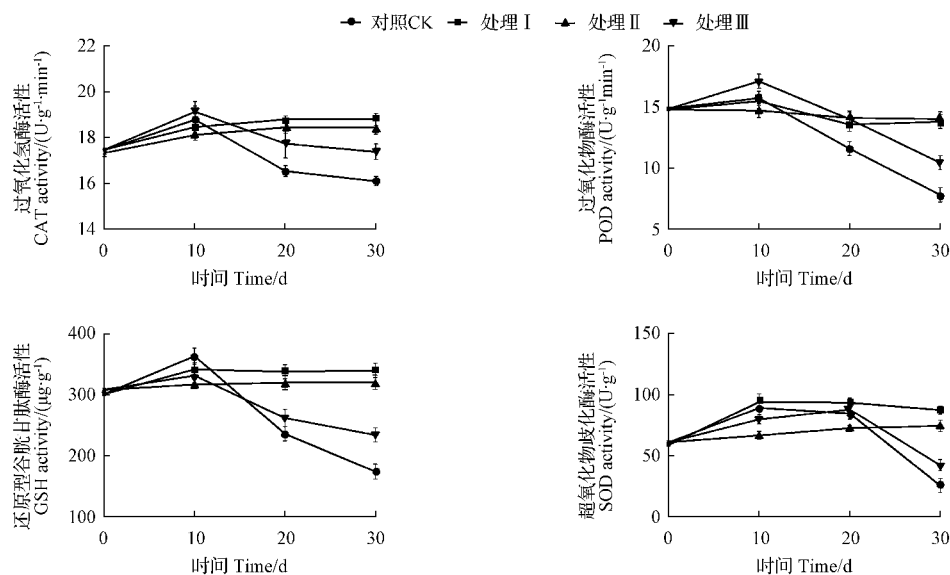 对照CK 处理Ⅰ 处理Ⅱ 处理Ⅲ
过氧化氢酶活性
CAT activity/(U·g⁻¹·min⁻¹)
22
20
18
16
14
0 10 20 30
时间 Time/d
过氧化物酶活性
POD activity/(U·g⁻¹min⁻¹)
20
15
10
5
0 10 20 30
时间 Time/d
还原型谷胱甘肽酶活性
GSH activity/(μg·g⁻¹)
400
300
200
100
0 10 20 30
时间 Time/d
超氧化物歧化酶活性
SOD activity/(U·g⁻¹)
150
100
50
0
0 10 20 30
时间 Time/d